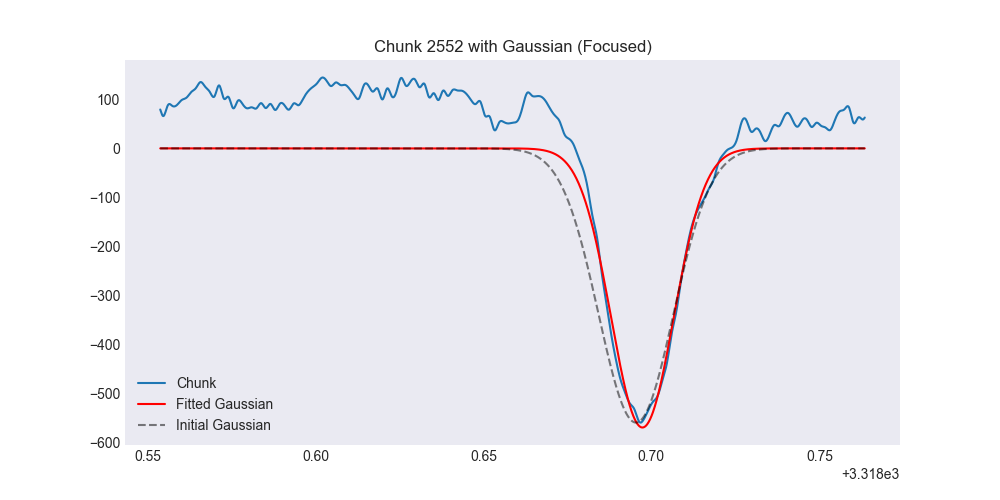 Chunk 2552 with Gaussian (Focused)
100
0
−100
−200
−300
−400
−500
−600
Chunk
Fitted Gaussian
Initial Gaussian
0.55 0.60 0.65 0.70 0.75
+3.318e3